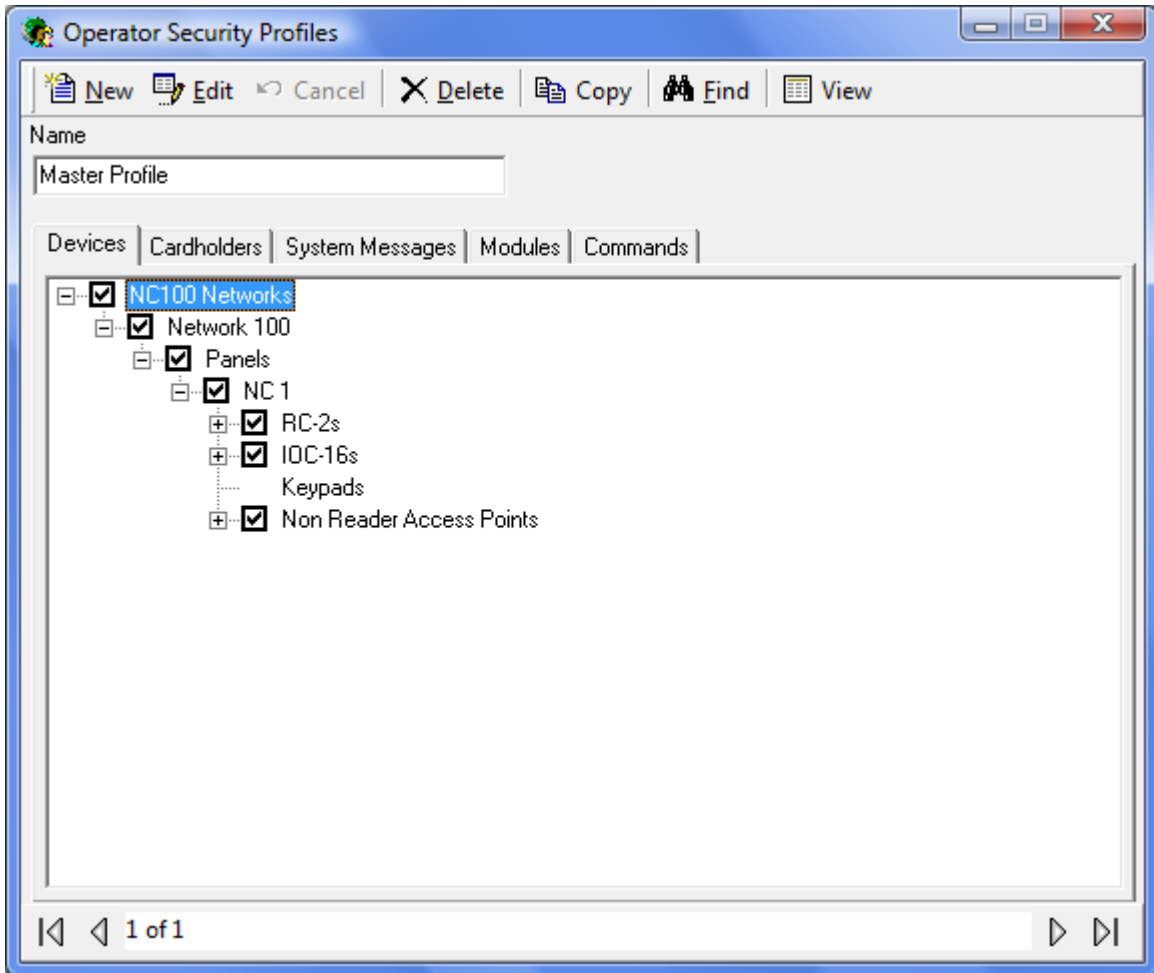 Operator Security Profiles
New Edit Cancel Delete Copy Find View
Name
Master Profile
Devices Cardholders System Messages Modules Commands
NC100 Networks
Network 100
Panels
NC 1
RC-2s
IOC-16s
Keypads
Non Reader Access Points
1 of 1